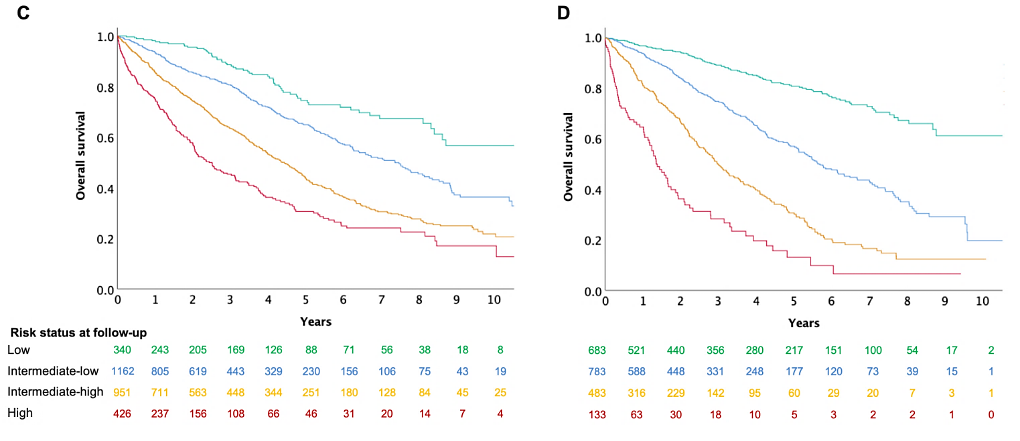 C
D
1.0
0.8
0.6
0.4
0.2
0.0
Overall survival
0 1 2 3 4 5 6 7 8 9 10
Years
1.0
0.8
0.6
0.4
0.2
0.0
Overall survival
0 1 2 3 4 5 6 7 8 9 10
Years
Risk status at follow-up
Low 340 243 205 169 126 88 71 56 38 18 8 683 521 440 356 280 217 151 100 54 17 2
Intermediate-low 1162 805 619 443 329 230 156 106 75 43 19 783 588 448 331 248 177 120 73 39 15 1
Intermediate-high 951 711 563 448 344 251 180 128 84 45 25 483 316 229 142 95 60 29 20 7 3 1
High 426 237 156 108 66 46 31 20 14 7 4 133 63 30 18 10 5 3 2 2 1 0